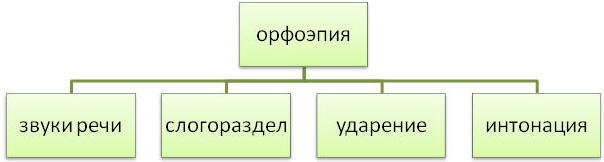 орфоэпия
звуки речи
слогораздел
ударение
интонация